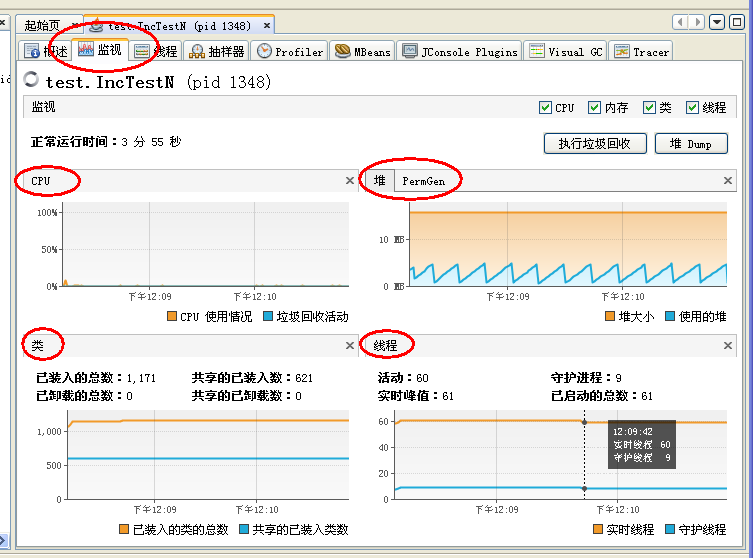 起始页
test.IncTestN (pid 1348)
概述 监视 线程 抽样器 Profiler MBeans JConsole Plugins Visual GC Tracer
test.IncTestN (pid 1348)
监视
CPU 内存 类 线程
正常运行时间：3 分 55 秒
执行垃圾回收 堆 Dump
CPU
100%
50%
0%
下午12:09 下午12:10
CPU 使用情况 垃圾回收活动
堆 PermGen
10 MB
0 MB
下午12:09 下午12:10
堆大小 使用的堆
类
已装入的总数：1,171 共享的已装入数：621
已卸载的总数：0 共享的已卸载数：0
1,000
500
0
下午12:09 下午12:10
已装入的类的总数 共享的已装入类数
线程
活动：60 守护进程：9
实时峰值：61 已启动的总数：61
60
40
20
0
12:09:42
实时线程 60
守护线程 9
下午12:09 下午12:10
实时线程 守护线程